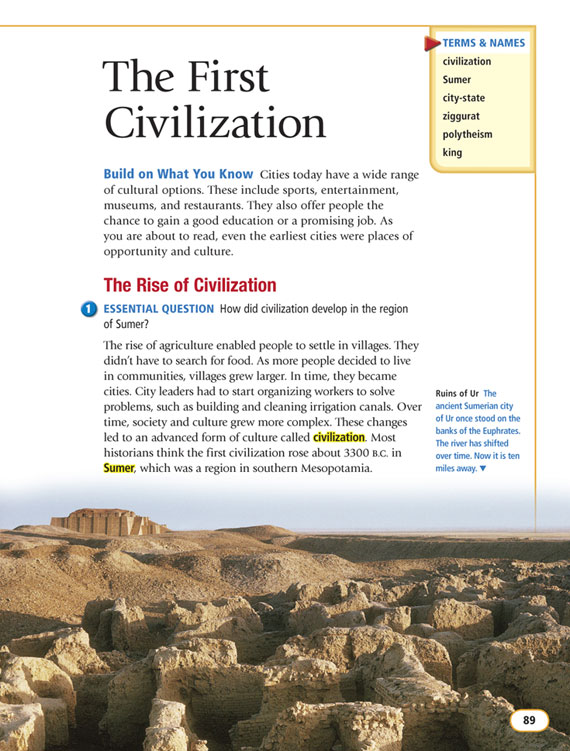 The First
Civilization
TERMS & NAMES
civilization
Sumer
city-state
ziggurat
polytheism
king
Build on What You Know Cities today have a wide range
of cultural options. These include sports, entertainment,
museums, and restaurants. They also offer people the
chance to gain a good education or a promising job. As
you are about to read, even the earliest cities were places of
opportunity and culture.
The Rise of Civilization
1 ESSENTIAL QUESTION How did civilization develop in the region
of Sumer?
The rise of agriculture enabled people to settle in villages. They
didn't have to search for food. As more people decided to live
in communities, villages grew larger. In time, they became
cities. City leaders had to start organizing workers to solve
problems, such as building and cleaning irrigation canals. Over
time, society and culture grew more complex. These changes
led to an advanced form of culture called civilization. Most
historians think the first civilization rose about 3300 B.C. in
Sumer, which was a region in southern Mesopotamia.
Ruins of Ur The
ancient Sumerian city
of Ur once stood on the
banks of the Euphrates.
The river has shifted
over time. Now it is ten
miles away. ▼
89